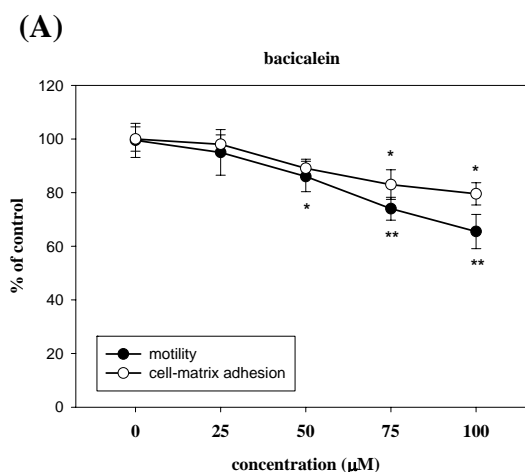 (A)
bacicalein
120
100
80
60
40
20
0
% of control
*
*
*
**
**
motility
cell-matrix adhesion
0 25 50 75 100
concentration (μM)